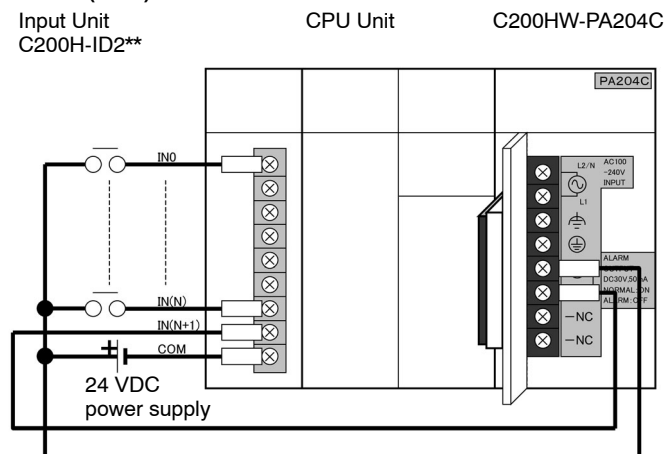 Input Unit
C200H-ID2**
CPU Unit
C200HW-PA204C
PA204C
IN0
IN(N)
IN(N+1)
COM
+
24 VDC
power supply
L2/N
L1
AC100
-240V
INPUT
ALARM
DC30V,50mA
NORMAL:ON
ALARM:OFF
NC
NC